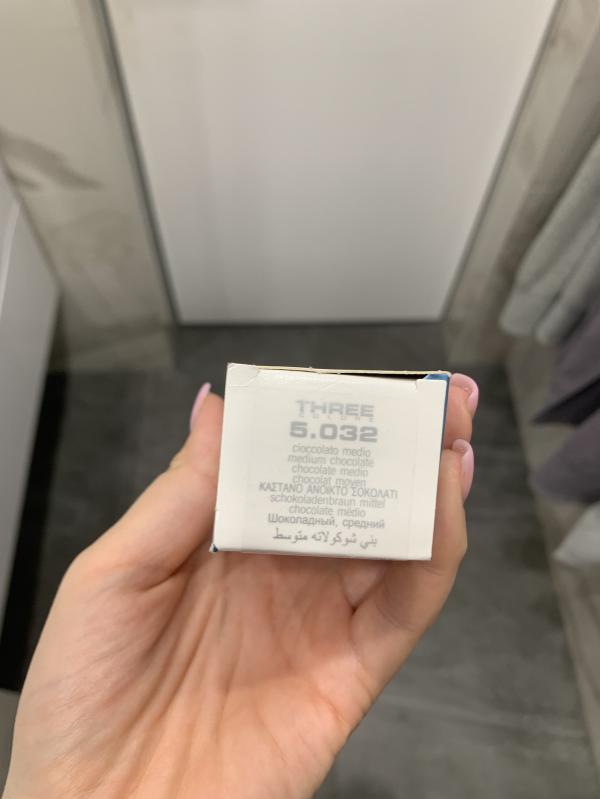 THREE
COLORE
5.032
cioccolato medio
medium chocolate
chocolate medio
chocolat moyen
ΚΑΣΤΑΝΟ ΑΝΟΙΚΤΟ ΣΟΚΟΛΑΤΙ
schokoladenbraun mittel
chocolate médio
Шоколадный, средний
بني شوكولاته متوسط